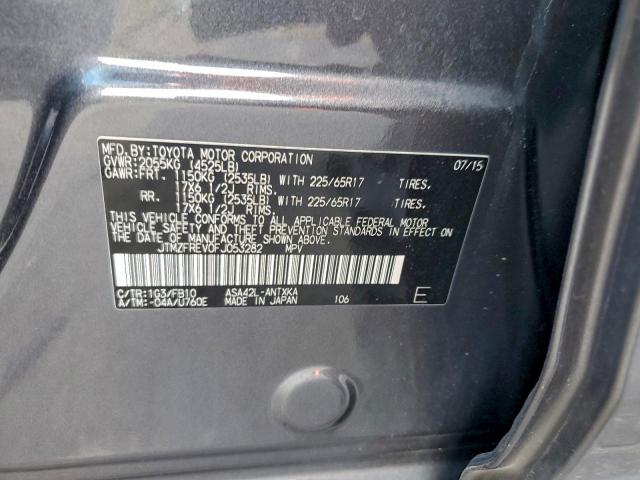 MFD. BY:TOYOTA MOTOR CORPORATION 07/15
GVWR:2055KG (4525LB)
GAWR:FRT. 1150KG (2535LB) WITH 225/65R17 TIRES.
17X6 1/2J RIMS.
RR. 1150KG (2535LB) WITH 225/65R17 TIRES.
17X6 1/2J RIMS.
THIS VEHICLE CONFORMS TO ALL APPLICABLE FEDERAL MOTOR
VEHICLE SAFETY AND THEFT PREVENTION STANDARDS IN EFFECT
ON THE DATE OF MANUFACTURE SHOWN ABOVE.
JTMZFREV0FJ053282 MPV
C/TR:1G3/FB10 ASA42L-ANTXKA
A/TM:-04A/U760E MADE IN JAPAN 106 E